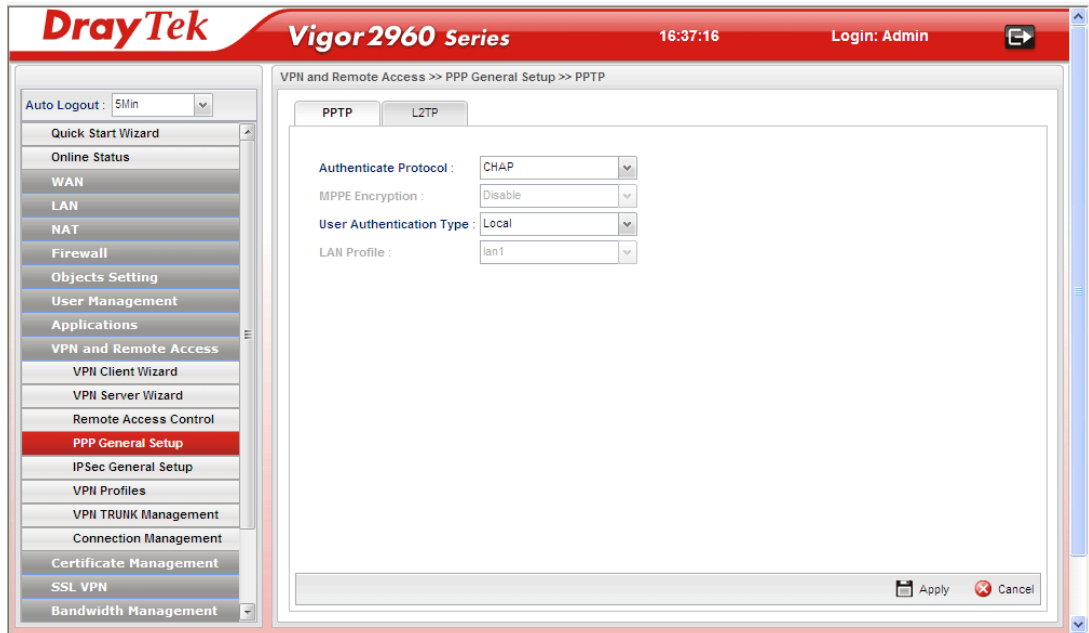 DrayTek
Vigor2960 Series
16:37:16
Login: Admin
Auto Logout : 5Min
Quick Start Wizard
Online Status
WAN
LAN
NAT
Firewall
Objects Setting
User Management
Applications
VPN and Remote Access
VPN Client Wizard
VPN Server Wizard
Remote Access Control
PPP General Setup
IPSec General Setup
VPN Profiles
VPN TRUNK Management
Connection Management
Certificate Management
SSL VPN
Bandwidth Management
VPN and Remote Access >> PPP General Setup >> PPTP
PPTP
L2TP
Authenticate Protocol : CHAP
MPPE Encryption : Disable
User Authentication Type : Local
LAN Profile : lan1
Apply
Cancel